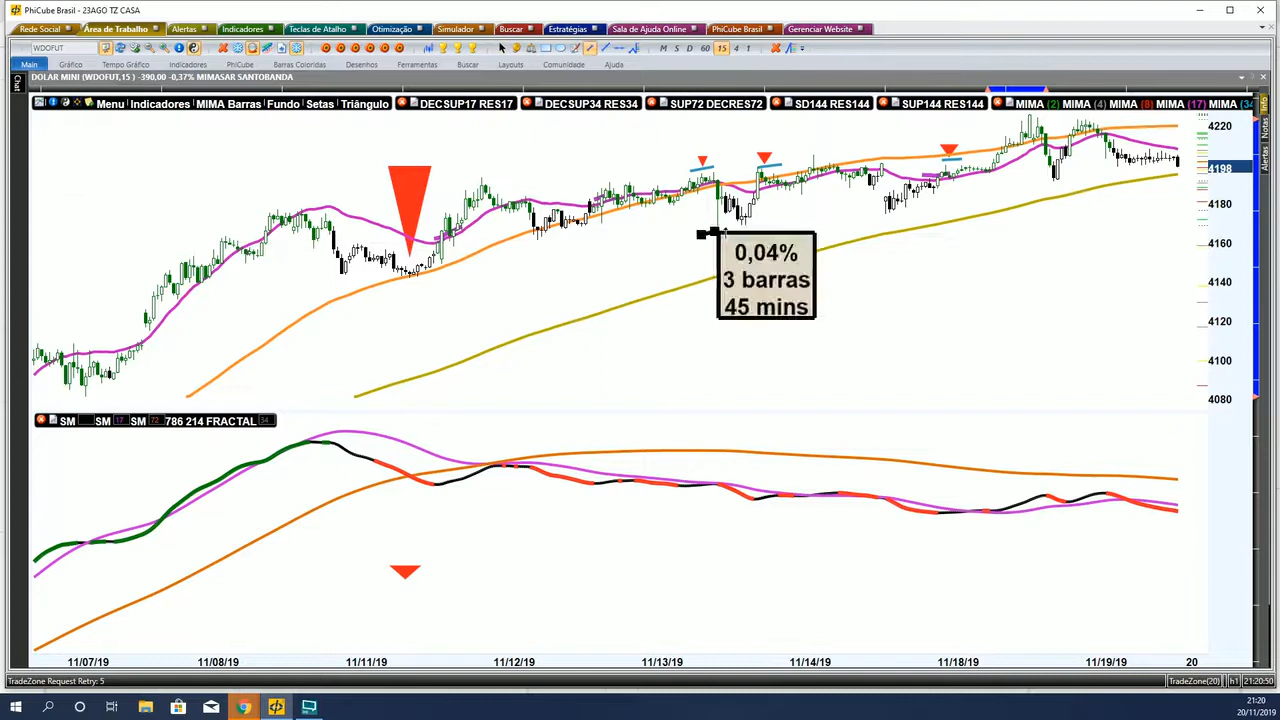 PhiCube Brasil - 23AGO TZ CASA
Rede Social Área de Trabalho Alertas Indicadores Teclas de Atalho Otimização Simulador Buscar Estratégias Sala de Ajuda Online PhiCube Brasil Gerenciar Website
WDOFUT M S D 60 15 4 1
Main Gráfico Tempo Gráfico Indicadores PhiCube Barras Coloridas Desenhos Ferramentas Buscar Layouts Comunidade Ajuda
Chat
DOLAR MINI (WDOFUT,15 ) -390,00 -0,37% MIMASAR SANTOBANDA
Menu Indicadores MIMA Barras Fundo Setas Triângulo DECSUP17 RES17 DECSUP34 RES34 SUP72 DECRES72 SD144 RES144 SUP144 RES144 MIMA (2) MIMA (4) MIMA (8) MIMA (17) MIMA (34
Info
Notas
Alertas
4220
4198
4180
4160
4140
4120
4100
4080
0,04%
3 barras
45 mins
SM SM 17 SM 72 786 214 FRACTAL 34
11/07/19 11/08/19 11/11/19 11/12/19 11/13/19 11/14/19 11/18/19 11/19/19 20
TradeZone Request Retry: 5 TradeZone(20) h1 21:20:50
21:20
20/11/2019